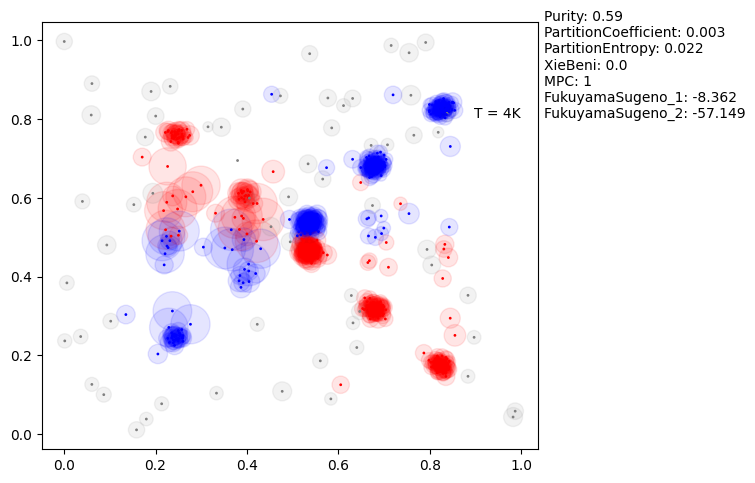 Purity: 0.59
PartitionCoefficient: 0.003
PartitionEntropy: 0.022
XieBeni: 0.0
MPC: 1
FukuyamaSugeno_1: -8.362
FukuyamaSugeno_2: -57.149
T = 4K
1.0
0.8
0.6
0.4
0.2
0.0
0.0 0.2 0.4 0.6 0.8 1.0